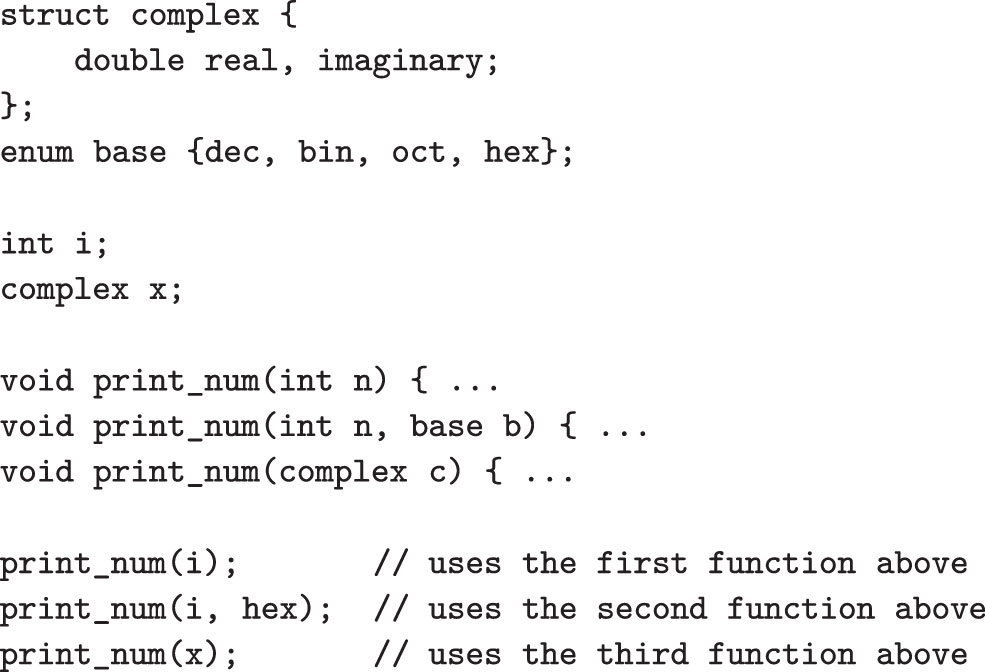 struct complex {
    double real, imaginary;
};
enum base {dec, bin, oct, hex};

int i;
complex x;

void print_num(int n) { ...
void print_num(int n, base b) { ...
void print_num(complex c) { ...

print_num(i);       // uses the first function above
print_num(i, hex);  // uses the second function above
print_num(x);       // uses the third function above